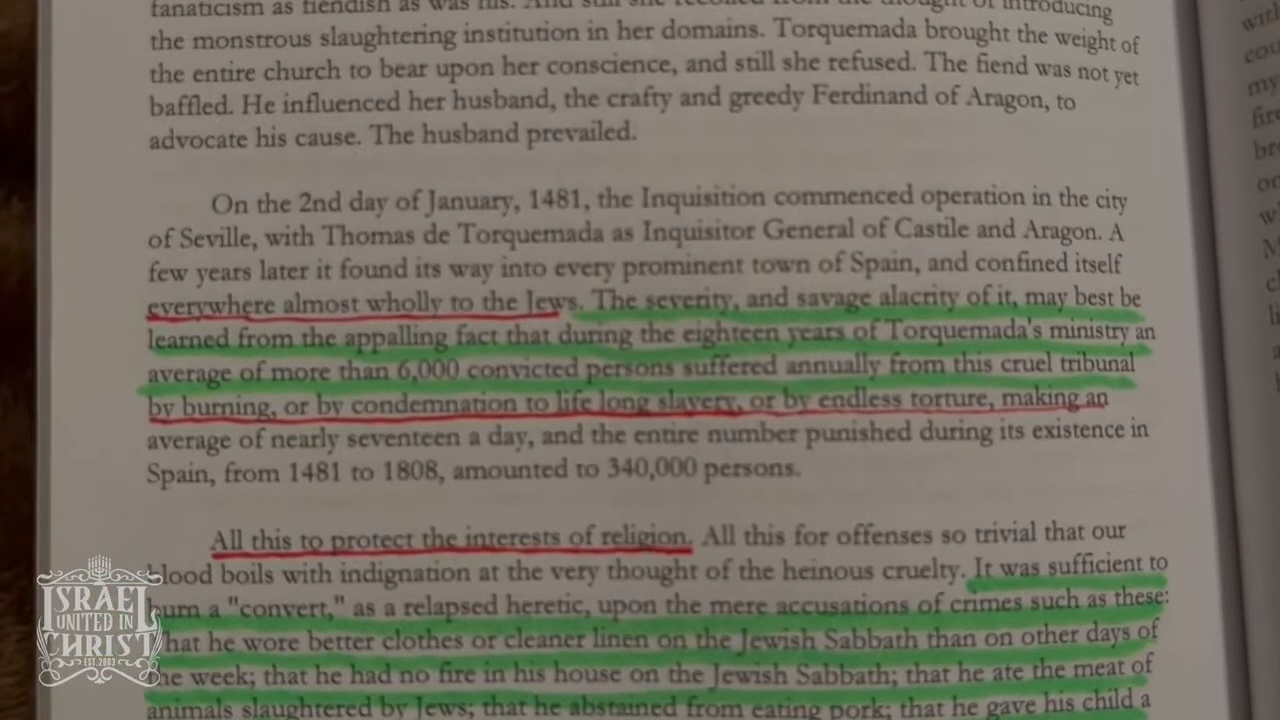 fanaticism as fiendish as was his. And still she recoiled from the thought of introducing
the monstrous slaughtering institution in her domains. Torquemada brought the weight of
the entire church to bear upon her conscience, and still she refused. The fiend was not yet
baffled. He influenced her husband, the crafty and greedy Ferdinand of Aragon, to
advocate his cause. The husband prevailed.
On the 2nd day of January, 1481, the Inquisition commenced operation in the city
of Seville, with Thomas de Torquemada as Inquisitor General of Castile and Aragon. A
few years later it found its way into every prominent town of Spain, and confined itself
everywhere almost wholly to the Jews. The severity, and savage alacrity of it, may best be
learned from the appalling fact that during the eighteen years of Torquemada's ministry an
average of more than 6,000 convicted persons suffered annually from this cruel tribunal
by burning, or by condemnation to life long slavery, or by endless torture, making an
average of nearly seventeen a day, and the entire number punished during its existence in
Spain, from 1481 to 1808, amounted to 340,000 persons.
All this to protect the interests of religion. All this for offenses so trivial that our
blood boils with indignation at the very thought of the heinous cruelty. It was sufficient to
burn a "convert," as a relapsed heretic, upon the mere accusations of crimes such as these:
that he wore better clothes or cleaner linen on the Jewish Sabbath than on other days of
the week; that he had no fire in his house on the Jewish Sabbath; that he ate the meat of
animals slaughtered by Jews; that he abstained from eating pork; that he gave his child a
ISRAEL
UNITED IN
CHRIST
EST.2003
with
my